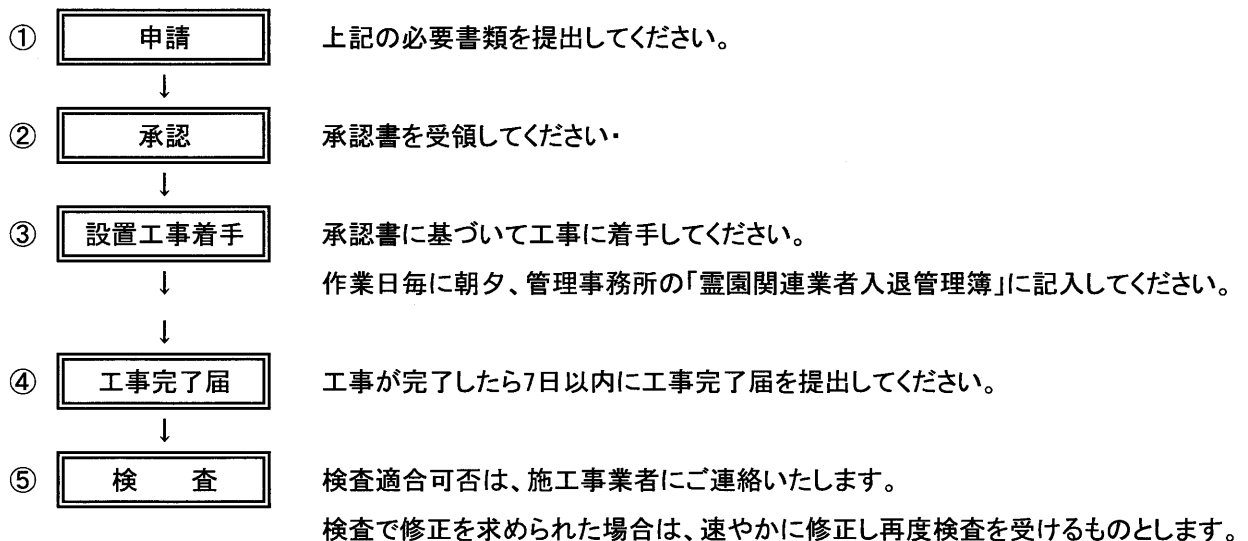 ① 申請 上記の必要書類を提出してください。
↓
② 承認 承認書を受領してください・
↓
③ 設置工事着手 承認書に基づいて工事に着手してください。
↓ 作業日毎に朝夕、管理事務所の「霊園関連業者入退管理簿」に記入してください。
↓
④ 工事完了届 工事が完了したら7日以内に工事完了届を提出してください。
↓
⑤ 検　査 検査適合可否は、施工事業者にご連絡いたします。
検査で修正を求められた場合は、速やかに修正し再度検査を受けるものとします。